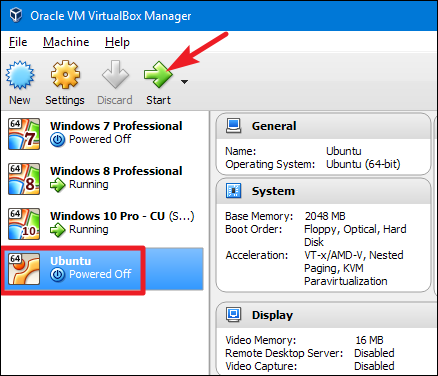 Oracle VM VirtualBox Manager
File Machine Help
New Settings Discard Start
64
7
Windows 7 Professional
Powered Off
64
8
Windows 8 Professional
Running
64
10
Windows 10 Pro - CU (S...)
Running
64
Ubuntu
Powered Off
General
Name: Ubuntu
Operating System: Ubuntu (64-bit)
System
Base Memory: 2048 MB
Boot Order: Floppy, Optical, Hard
Disk
Acceleration: VT-x/AMD-V, Nested
Paging, KVM
Paravirtualization
Display
Video Memory: 16 MB
Remote Desktop Server: Disabled
Video Capture: Disabled